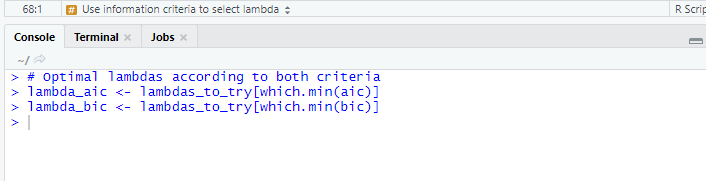 68:1 # Use information criteria to select lambda R Scrip
Console Terminal Jobs
~/
> # Optimal lambdas according to both criteria
> lambda_aic <- lambdas_to_try[which.min(aic)]
> lambda_bic <- lambdas_to_try[which.min(bic)]
>